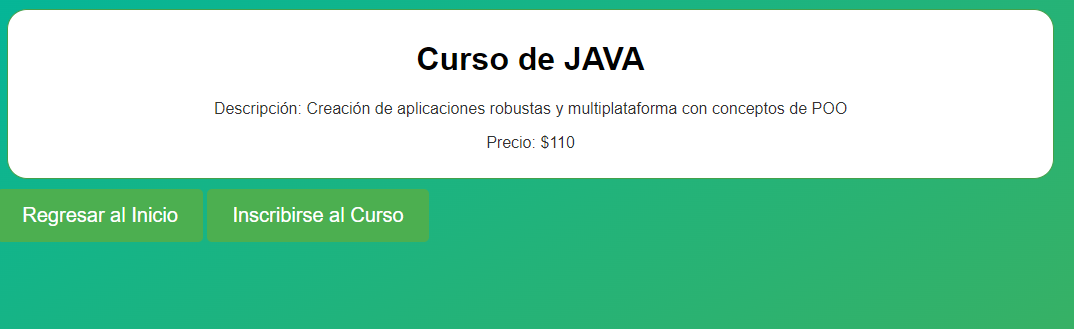 Curso de JAVA
Descripción: Creación de aplicaciones robustas y multiplataforma con conceptos de POO
Precio: $110
Regresar al Inicio Inscribirse al Curso